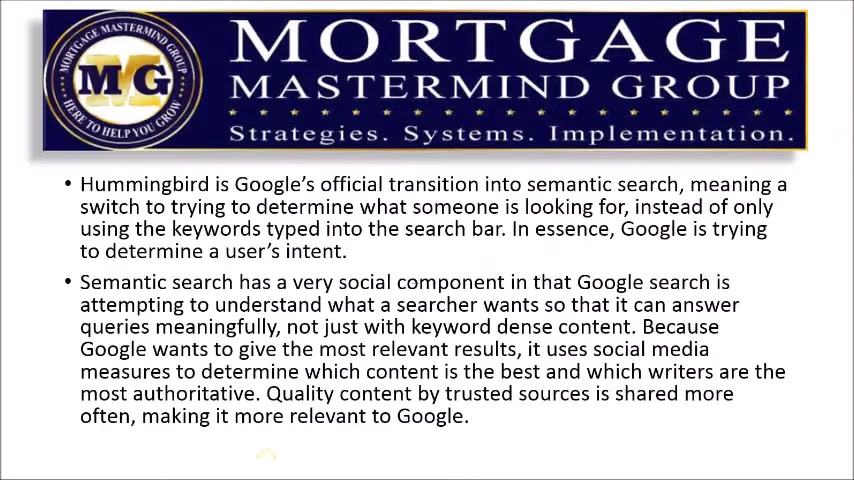 MORTGAGE MASTERMIND GROUP
MG
HERE TO HELP YOU GROW
MORTGAGE
MASTERMIND GROUP
Strategies. Systems. Implementation.
• Hummingbird is Google's official transition into semantic search, meaning a
switch to trying to determine what someone is looking for, instead of only
using the keywords typed into the search bar. In essence, Google is trying
to determine a user's intent.
• Semantic search has a very social component in that Google search is
attempting to understand what a searcher wants so that it can answer
queries meaningfully, not just with keyword dense content. Because
Google wants to give the most relevant results, it uses social media
measures to determine which content is the best and which writers are the
most authoritative. Quality content by trusted sources is shared more
often, making it more relevant to Google.